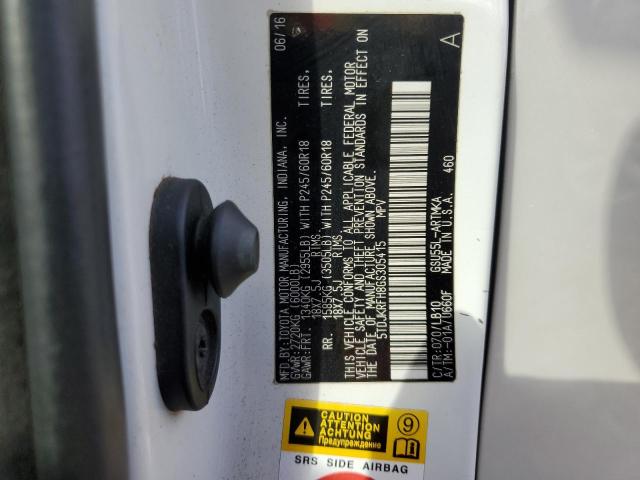 MFD.BY:TOYOTA MOTOR MANUFACTURING, INDIANA, INC. 06/16
GVWR:2720KG (6000LB)
GAWR:FRT. 1340KG (2955LB) WITH P245/60R18 TIRES,
18X7.5J RIMS
RR. 1585KG (3505LB) WITH P245/60R18 TIRES,
18X7.5J RIMS
THIS VEHICLE CONFORMS TO ALL APPLICABLE FEDERAL MOTOR
VEHICLE SAFETY AND THEFT PREVENTION STANDARDS IN EFFECT ON
THE DATE OF MANUFACTURE SHOWN ABOVE.
5TDJKRFH8GS305415 MPV
C/TR:070/LB10 GSU55L-ARTMKA A
A/TM-01A/U660F MADE IN U.S.A. 460
CAUTION
ATTENTION
ACHTUNG
Предупреждение
9
SRS SIDE AIRBAG